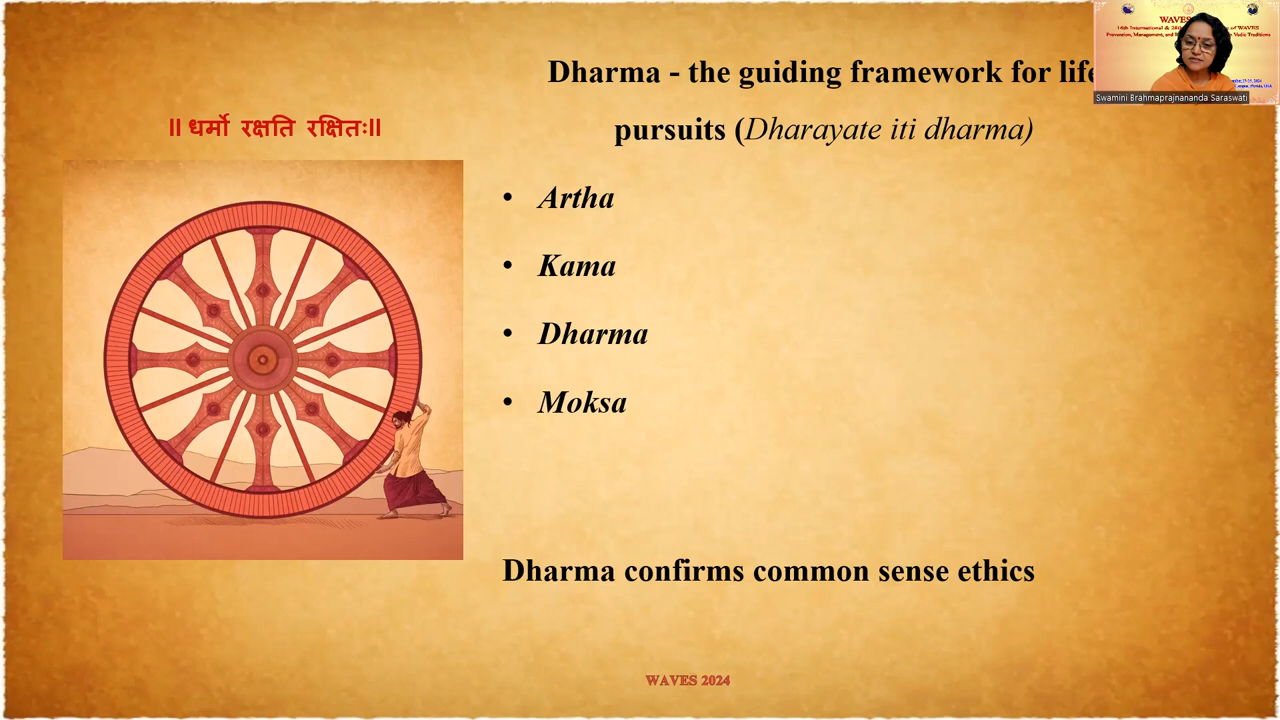 Dharma - the guiding framework for life
pursuits (Dharayate iti dharma)
॥ धर्मो रक्षति रक्षितः॥
• Artha
• Kama
• Dharma
• Moksa
Dharma confirms common sense ethics
WAVES 2024
WAVES
Swamini Brahmaprajnananda Saraswati